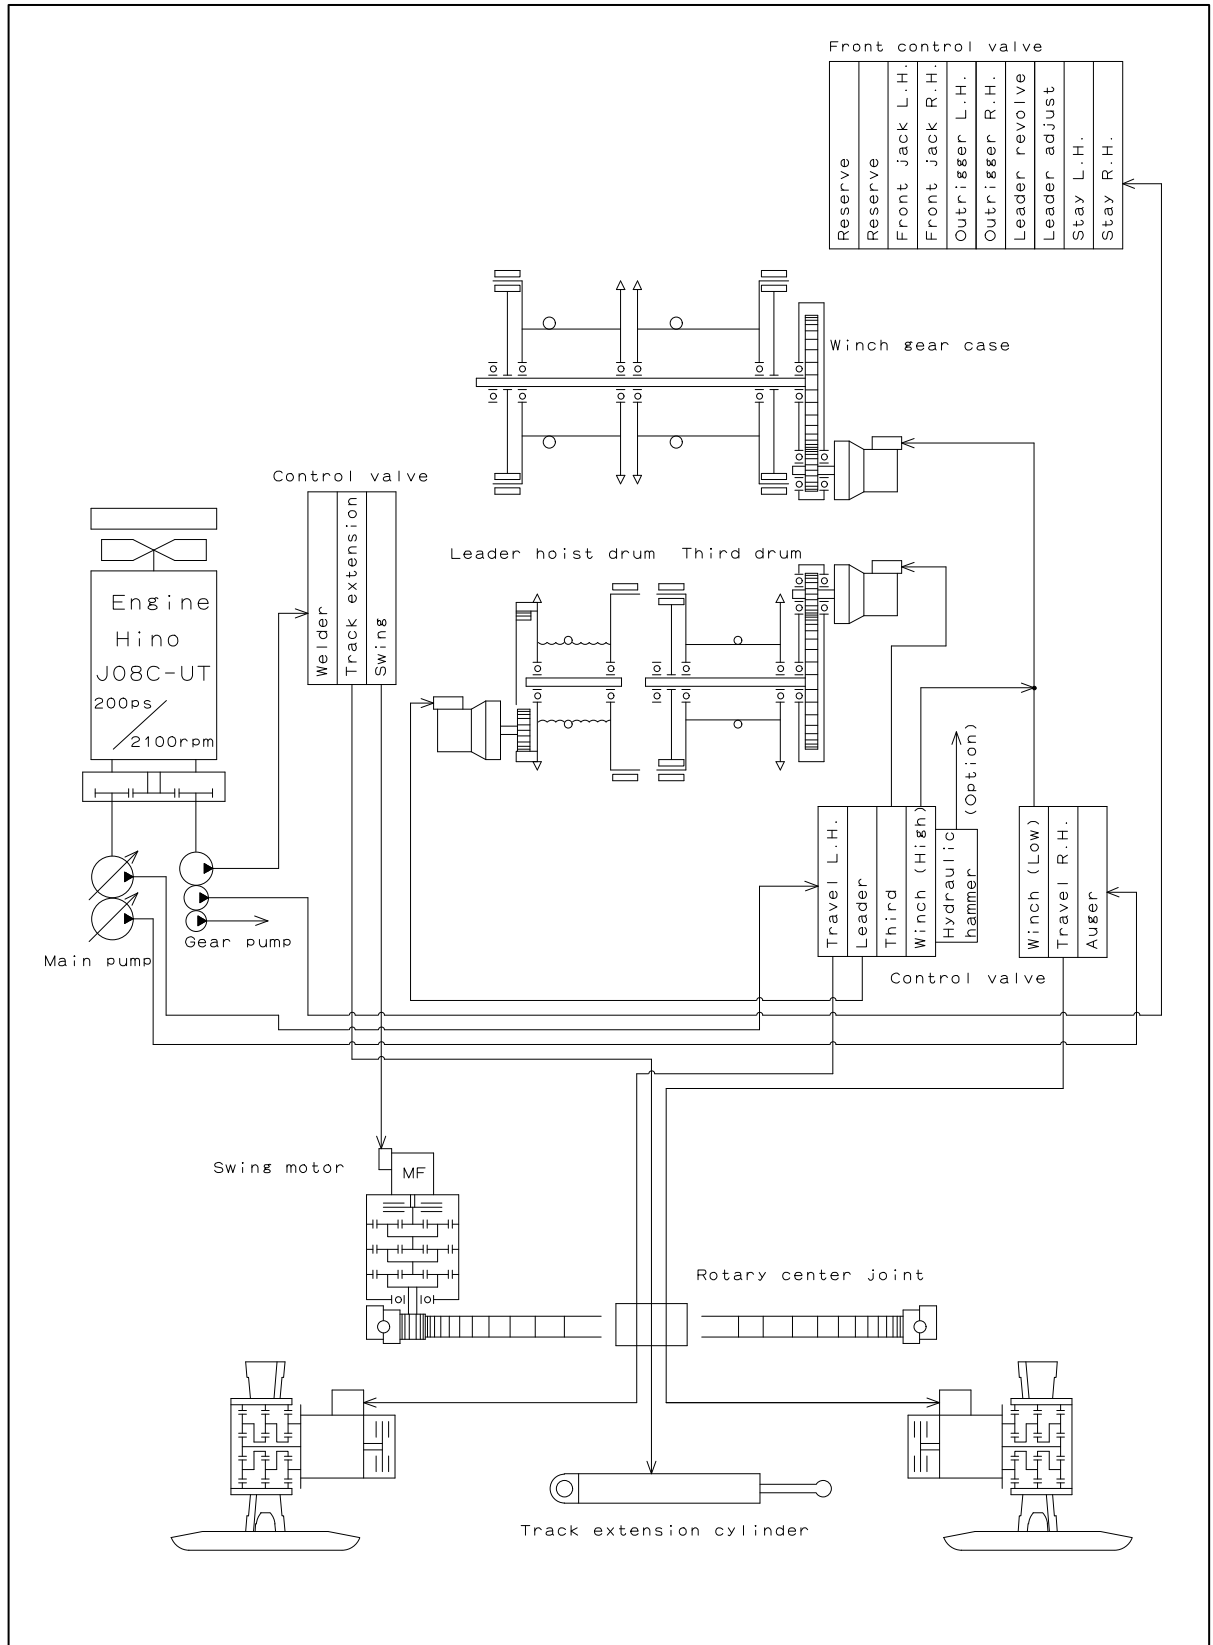 Front control valve
Reserve
Reserve
Front jack L.H.
Front jack R.H.
Outrigger L.H.
Outrigger R.H.
Leader revolve
Leader adjust
Stay L.H.
Stay R.H.
Winch gear case
Control valve
Welder
Track extension
Swing
Leader hoist drum
Third drum
Engine
Hino
J08C-UT
200ps
2100rpm
Travel L.H.
Leader
Third
Winch (High)
Hydraulic
hammer
(Option)
Winch (Low)
Travel R.H.
Auger
Gear pump
Main pump
Control valve
Swing motor
MF
Rotary center joint
Track extension cylinder